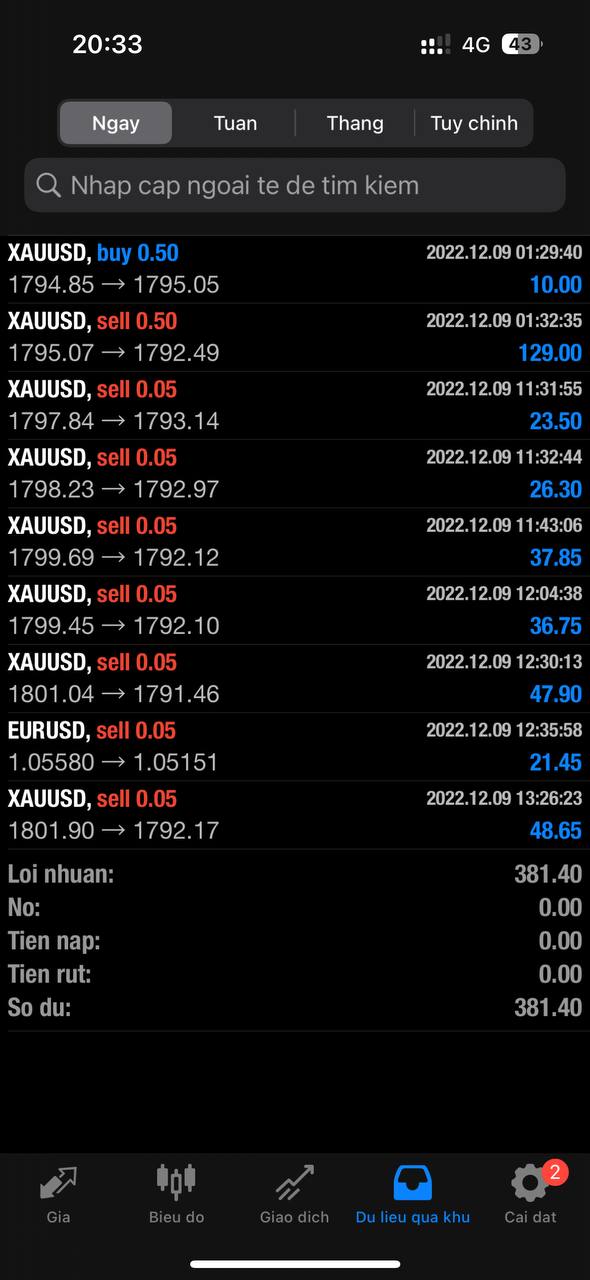 20:33 4G 43
Ngay Tuan Thang Tuy chinh
Nhap cap ngoai te de tim kiem
XAUUSD, buy 0.50 2022.12.09 01:29:40
1794.85 → 1795.05 10.00
XAUUSD, sell 0.50 2022.12.09 01:32:35
1795.07 → 1792.49 129.00
XAUUSD, sell 0.05 2022.12.09 11:31:55
1797.84 → 1793.14 23.50
XAUUSD, sell 0.05 2022.12.09 11:32:44
1798.23 → 1792.97 26.30
XAUUSD, sell 0.05 2022.12.09 11:43:06
1799.69 → 1792.12 37.85
XAUUSD, sell 0.05 2022.12.09 12:04:38
1799.45 → 1792.10 36.75
XAUUSD, sell 0.05 2022.12.09 12:30:13
1801.04 → 1791.46 47.90
EURUSD, sell 0.05 2022.12.09 12:35:58
1.05580 → 1.05151 21.45
XAUUSD, sell 0.05 2022.12.09 13:26:23
1801.90 → 1792.17 48.65
Loi nhuan: 381.40
No: 0.00
Tien nap: 0.00
Tien rut: 0.00
So du: 381.40
2
Gia Bieu do Giao dich Du lieu qua khu Cai dat